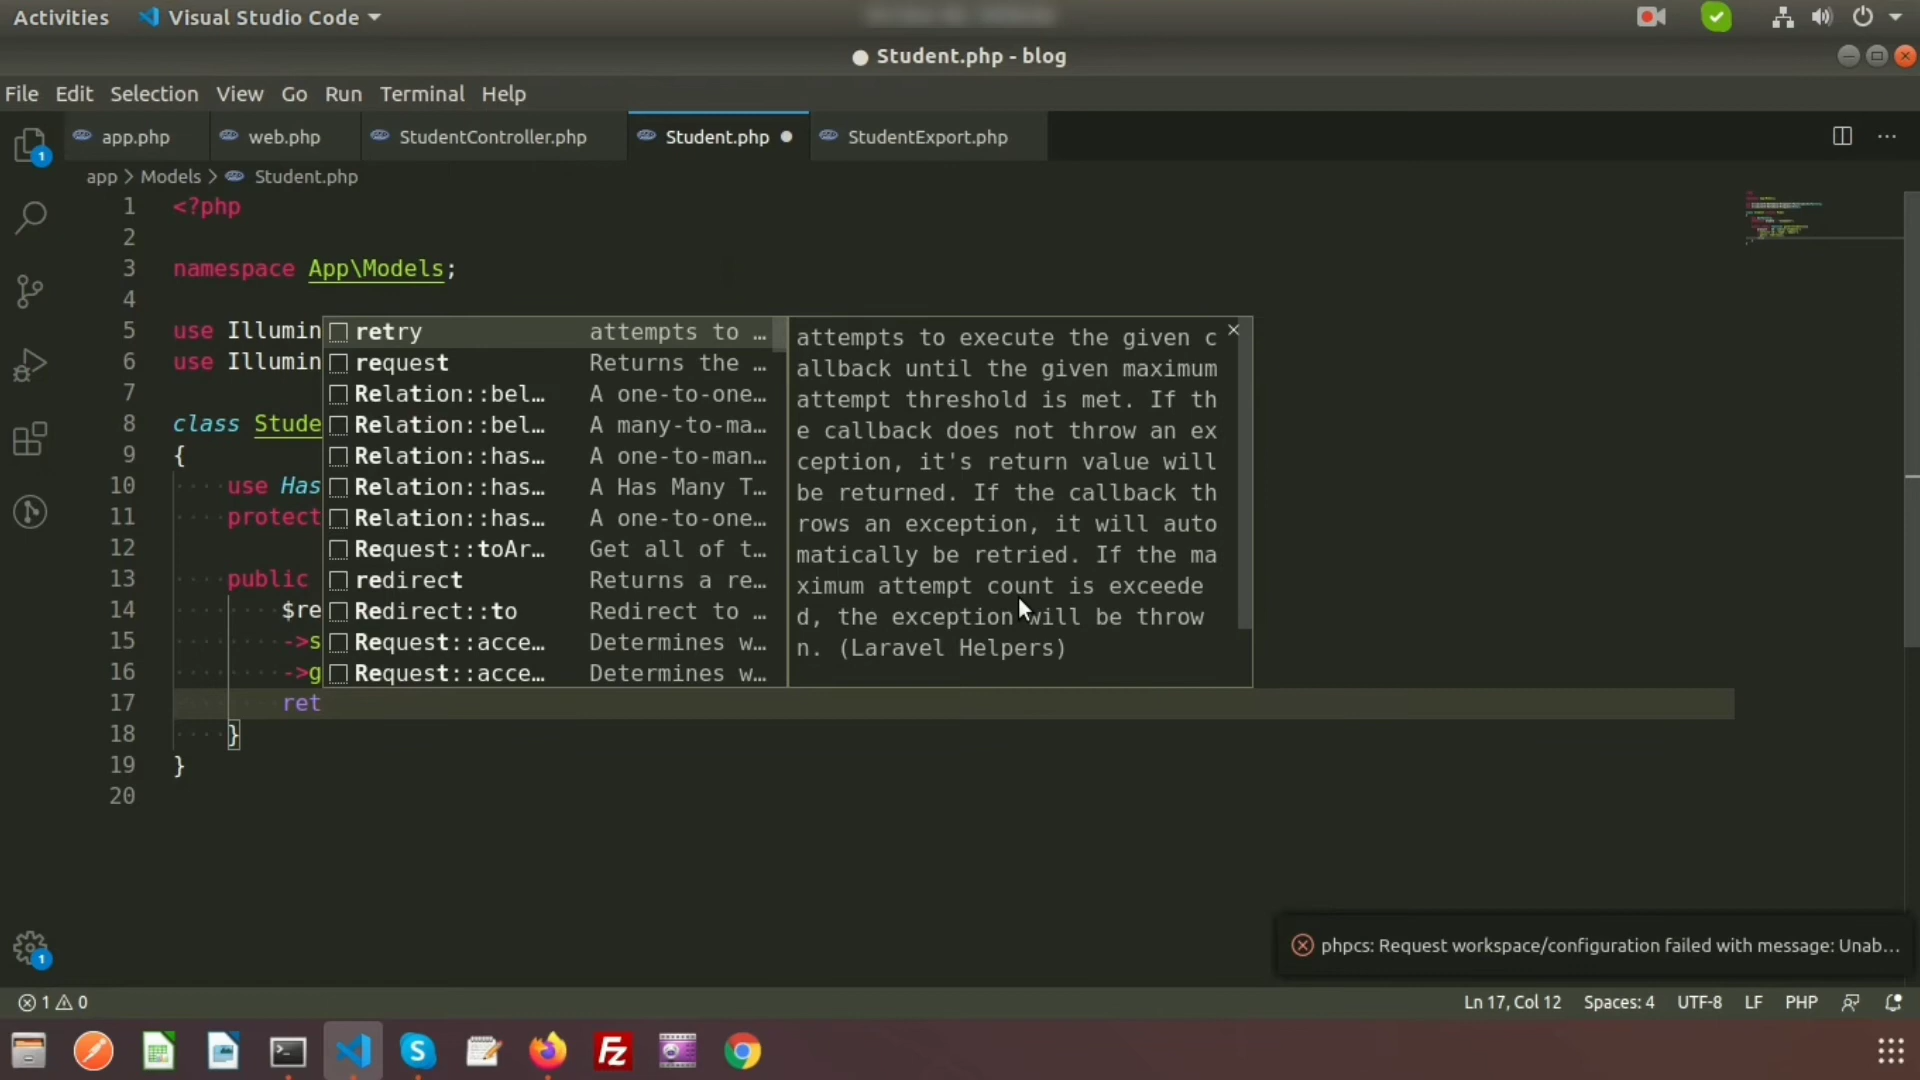 Activities Visual Studio Code
Student.php - blog
File Edit Selection View Go Run Terminal Help
app.php web.php StudentController.php Student.php StudentExport.php
app > Models > Student.php
1 <?php
2
3 namespace App\Models;
4
5 use Illumin
6 use Illumin
7
8 class Stude
9 {
10 use Has
11 protect
12
13 public
14 $re
15 ->s
16 ->g
17 ret
18 }
19 }
20
retry attempts to …
request Returns the …
Relation::bel… A one-to-one…
Relation::bel… A many-to-ma…
Relation::has… A one-to-man…
Relation::has… A Has Many T…
Relation::has… A one-to-one…
Request::toAr… Get all of t…
redirect Returns a re…
Redirect::to Redirect to …
Request::acce… Determines w…
Request::acce… Determines w…
attempts to execute the given c
allback until the given maximum
attempt threshold is met. If th
e callback does not throw an ex
ception, it's return value will
be returned. If the callback th
rows an exception, it will auto
matically be retried. If the ma
ximum attempt count is exceede
d, the exception will be throw
n. (Laravel Helpers)
1
1
phpcs: Request workspace/configuration failed with message: Unab...
1 0
Ln 17, Col 12 Spaces: 4 UTF-8 LF PHP
S
Fz